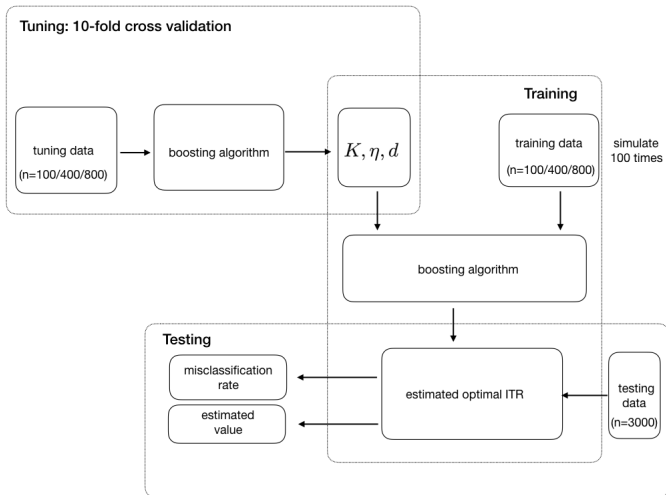 Tuning: 10-fold cross validation
tuning data
(n=100/400/800)
boosting algorithm
K, η, d
Training
training data
(n=100/400/800)
simulate
100 times
boosting algorithm
Testing
misclassification
rate
estimated
value
estimated optimal ITR
testing
data
(n=3000)